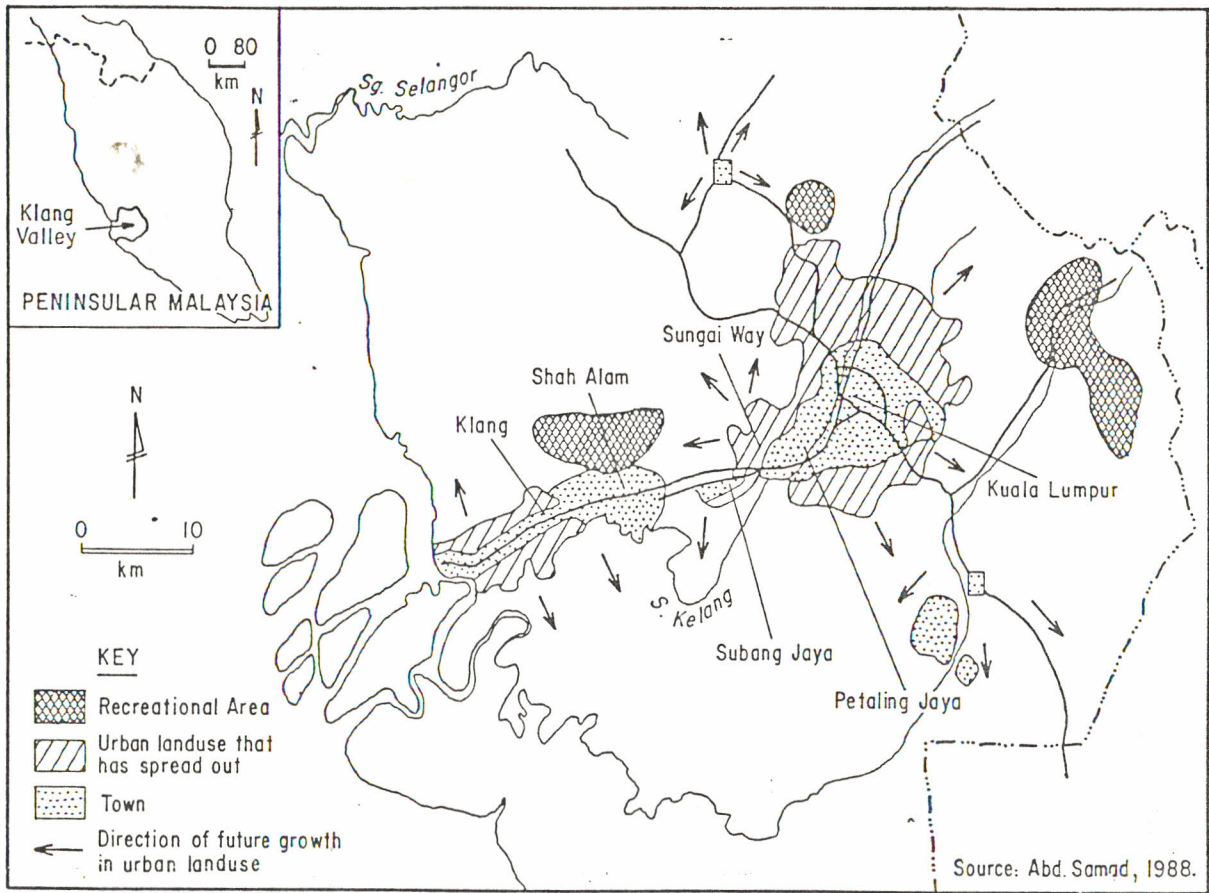 0 80
km
N
Klang
Valley
PENINSULAR MALAYSIA
Sg. Selangor
Sungai Way
Shah Alam
Klang
N
0 10
km
Kuala Lumpur
S. Kelang
Subang Jaya
Petaling Jaya
KEY
Recreational Area
Urban landuse that
has spread out
Town
Direction of future growth
in urban landuse
Source: Abd. Samad, 1988.